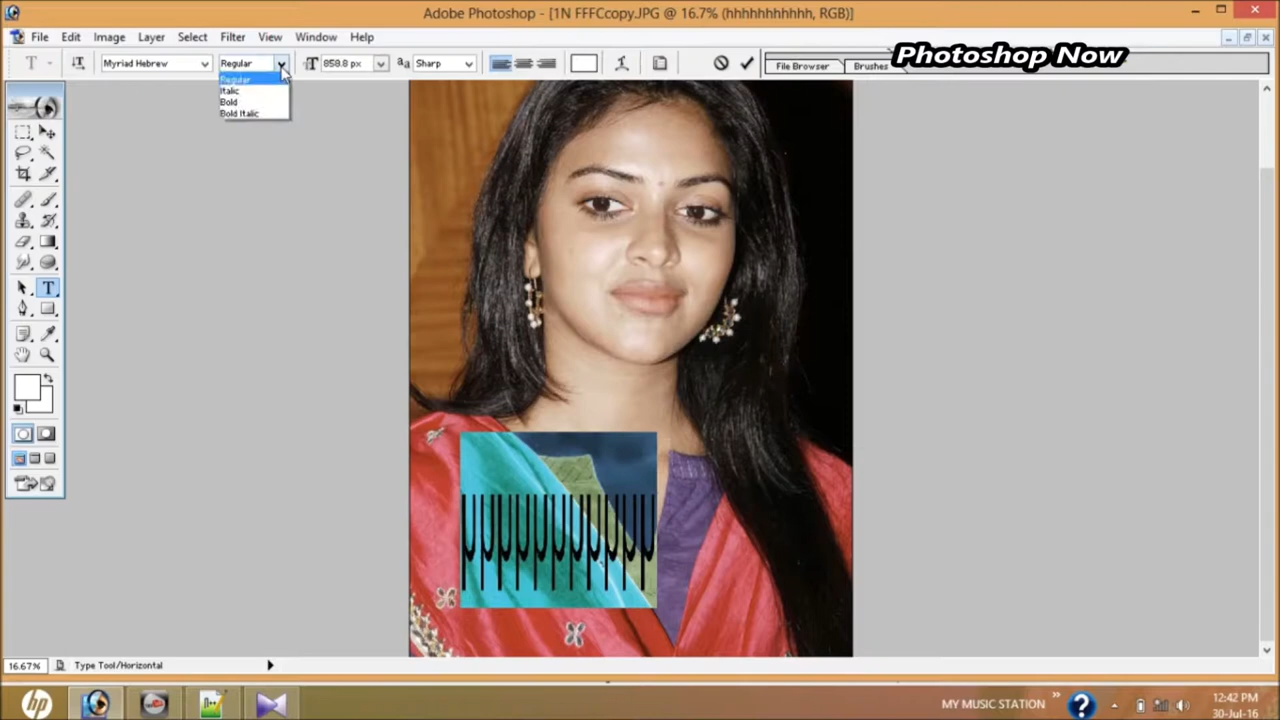 Adobe Photoshop - [1N FFFCcopy.JPG @ 16.7% (hhhhhhhhhhh, RGB)]
File Edit Image Layer Select Filter View Window Help
Photoshop Now
T Myriad Hebrew Regular T 858.8 px aa Sharp File Browser Brushes
Regular
Italic
Bold
Bold Italic
T
16.67% Type Tool/Horizontal
hp MY MUSIC STATION » ? 12:42 PM
30-Jul-16